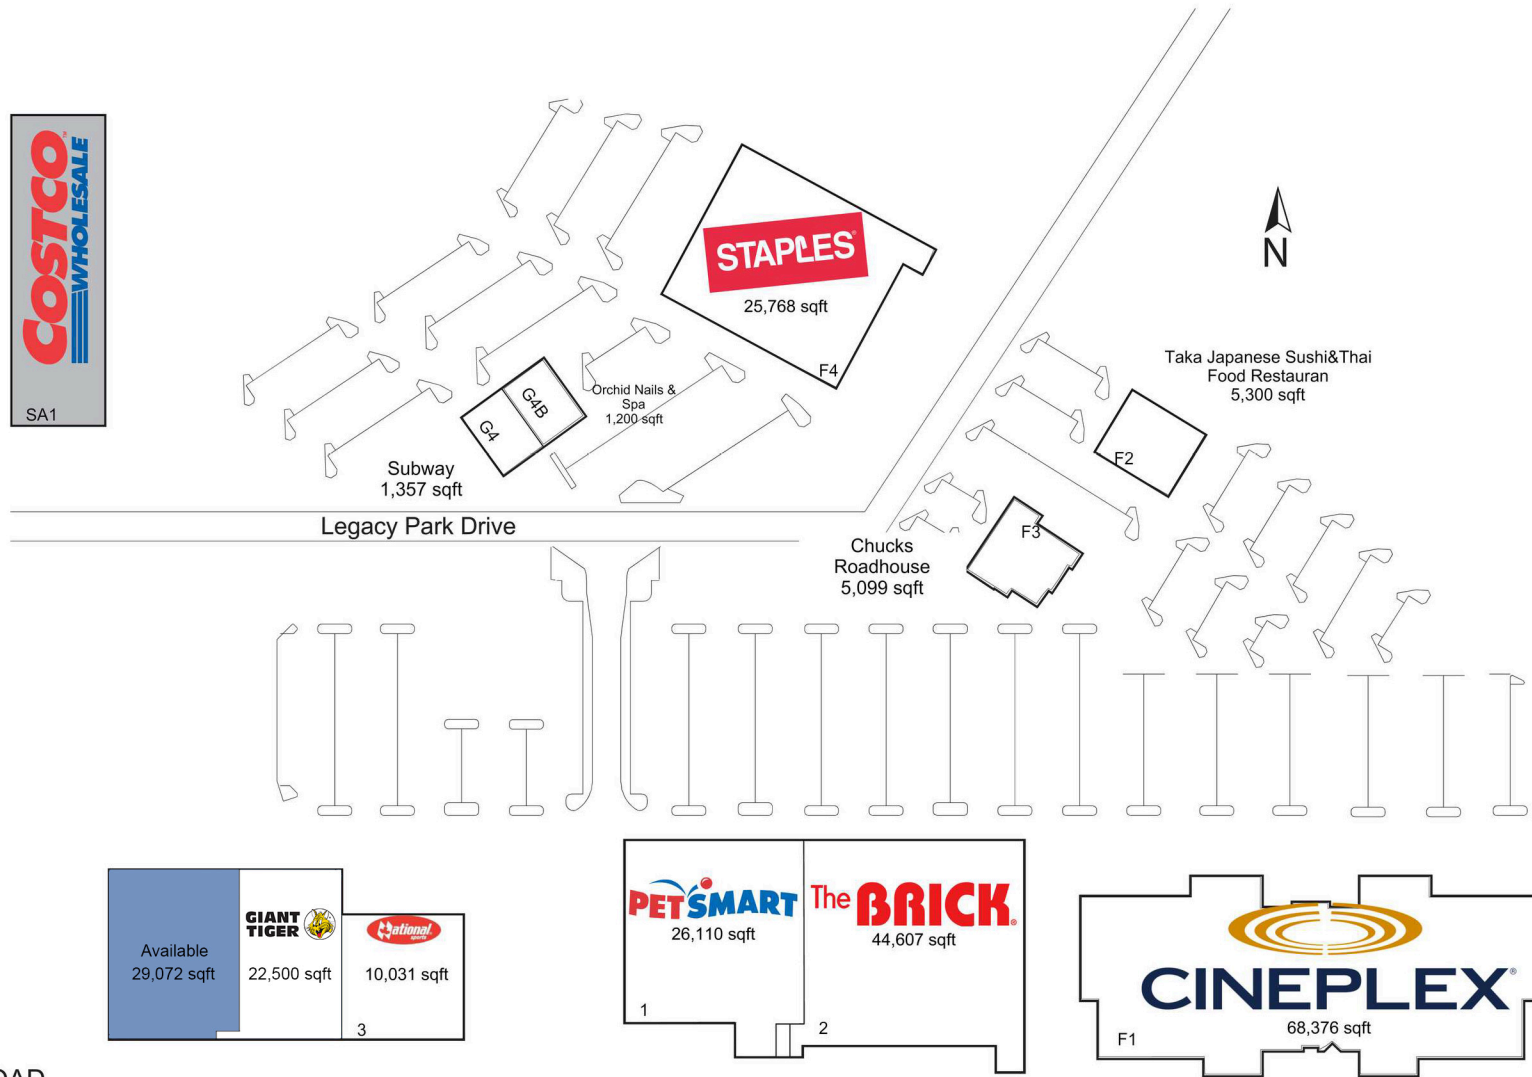 COSTCO
WHOLESALE
SA1
STAPLES
25,768 sqft
F4
N
Taka Japanese Sushi&Thai
Food Restauran
5,300 sqft
F2
Orchid Nails &
Spa
1,200 sqft
G4B
G4
Subway
1,357 sqft
Legacy Park Drive
Chucks
Roadhouse
5,099 sqft
F3
Available
29,072 sqft
GIANT
TIGER
22,500 sqft
National
sports
10,031 sqft
3
PETSMART
26,110 sqft
1
The BRICK
44,607 sqft
2
CINEPLEX
68,376 sqft
F1